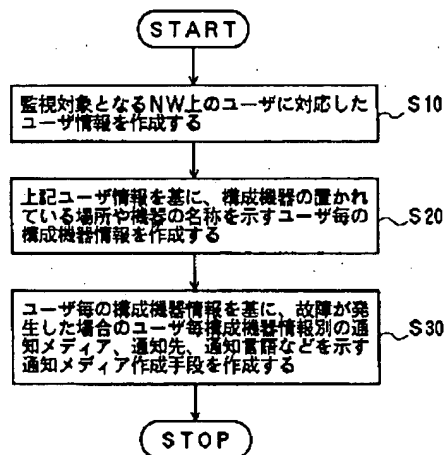 START
監視対象となるNW上のユーザに対応した
ユーザ情報を作成する
S10
上記ユーザ情報を基に、構成機器の置かれ
ている場所や機器の名称を示すユーザ毎の
構成機器情報を作成する
S20
ユーザ毎の構成機器情報を基に、故障が発
生した場合のユーザ毎構成機器情報別の通
知メディア、通知先、通知言語などを示す
通知メディア作成手段を作成する
S30
STOP